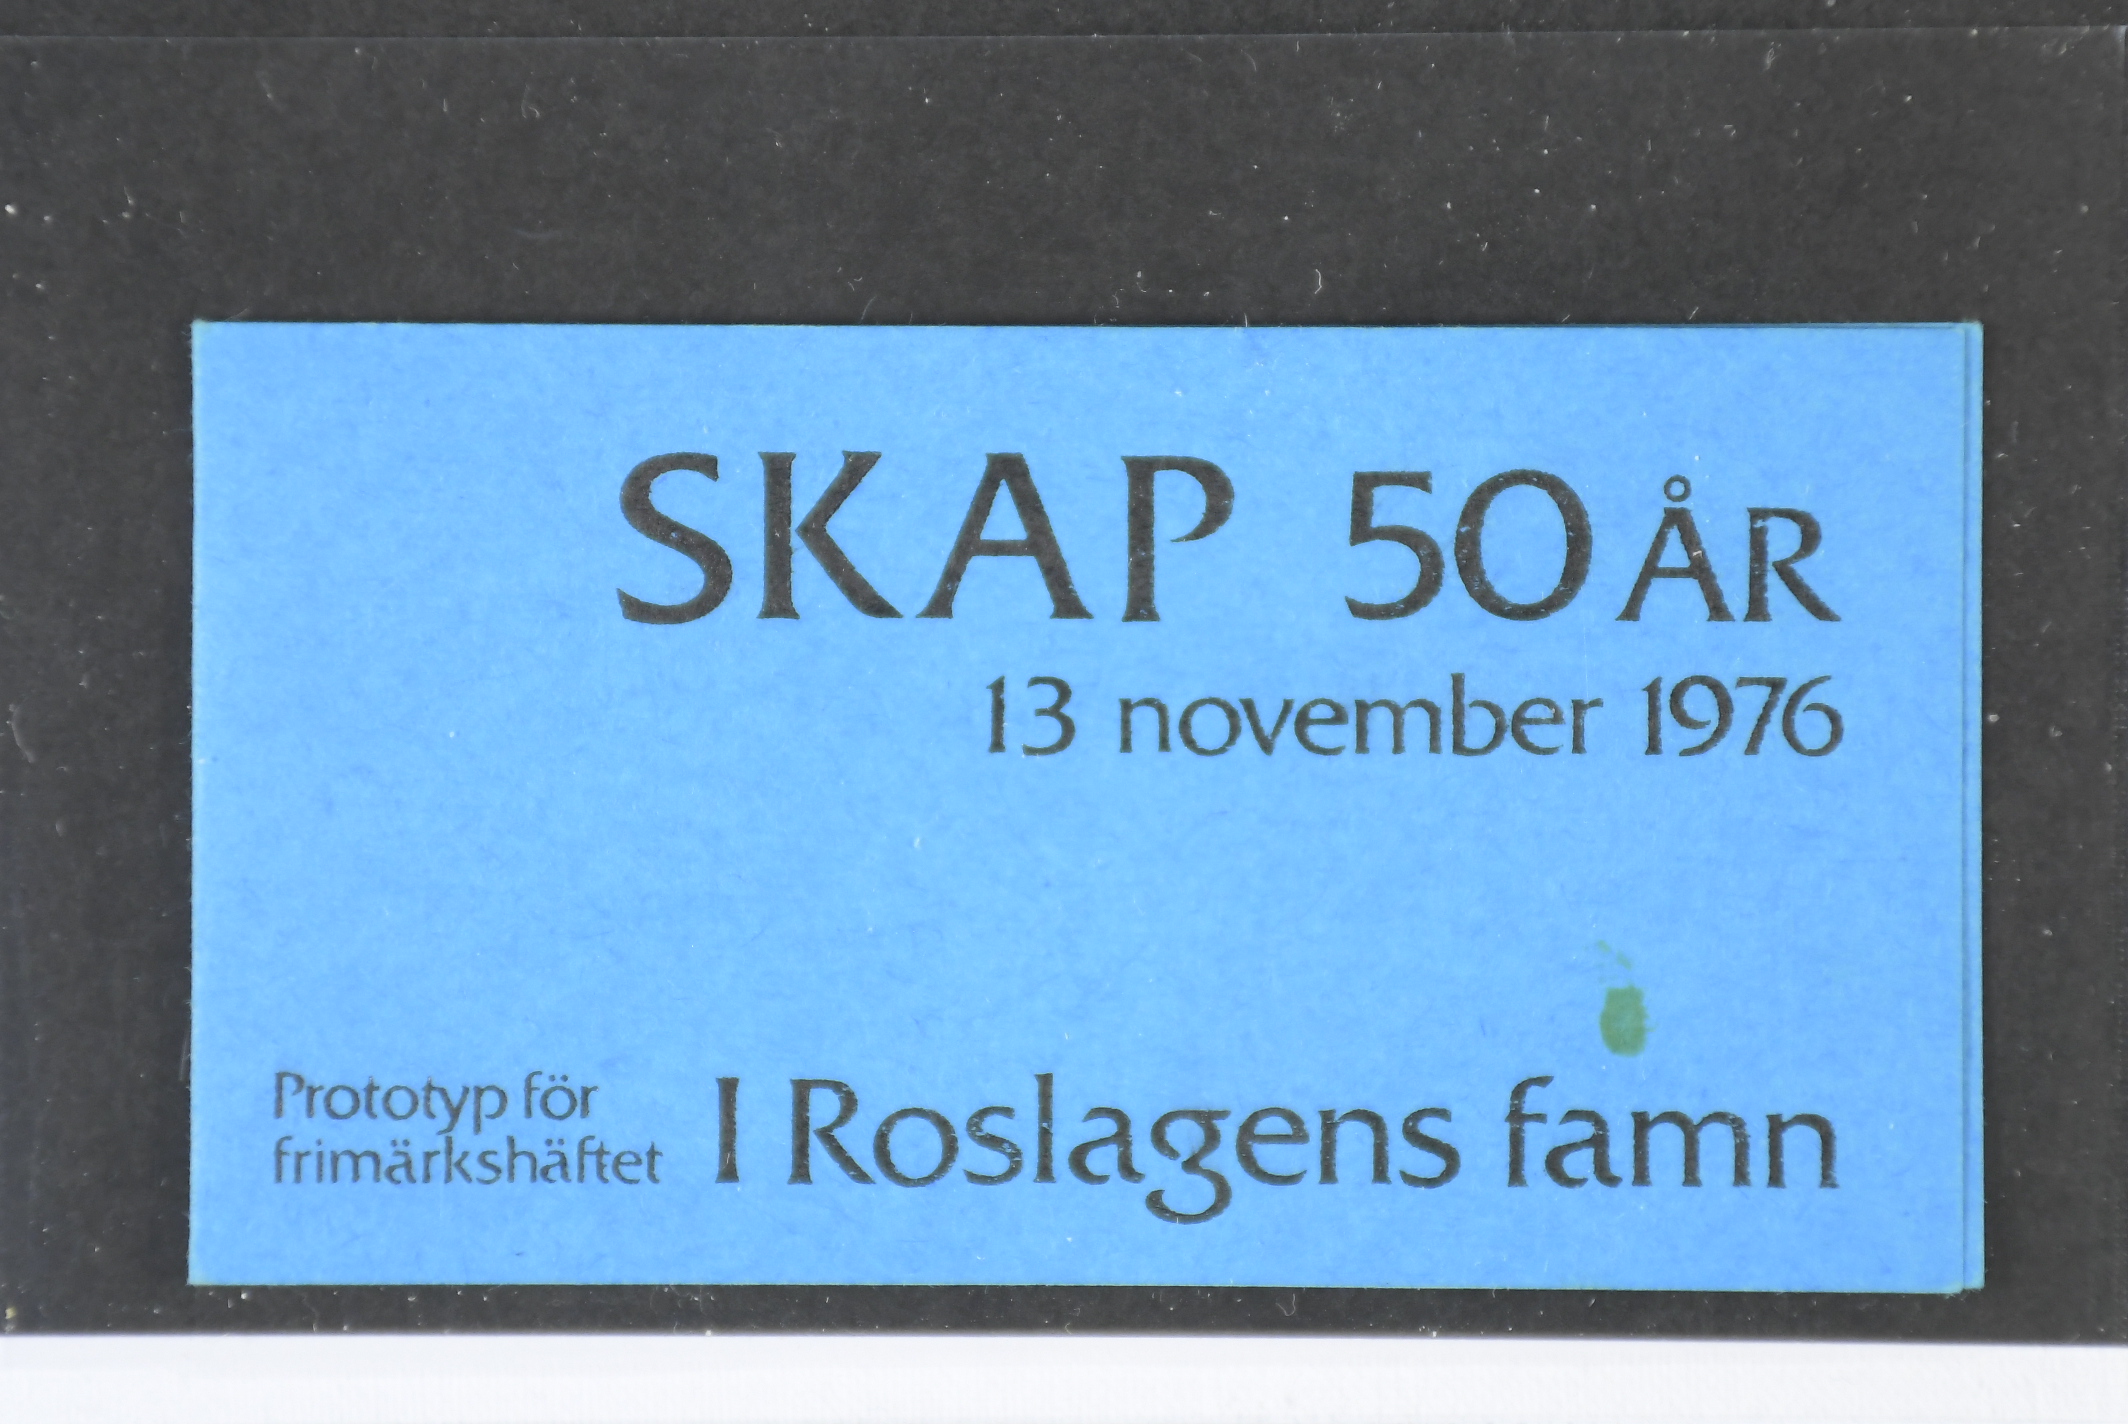 SKAP 50 ÅR
13 november 1976
Prototyp för
frimärkshäftet I Roslagens famn